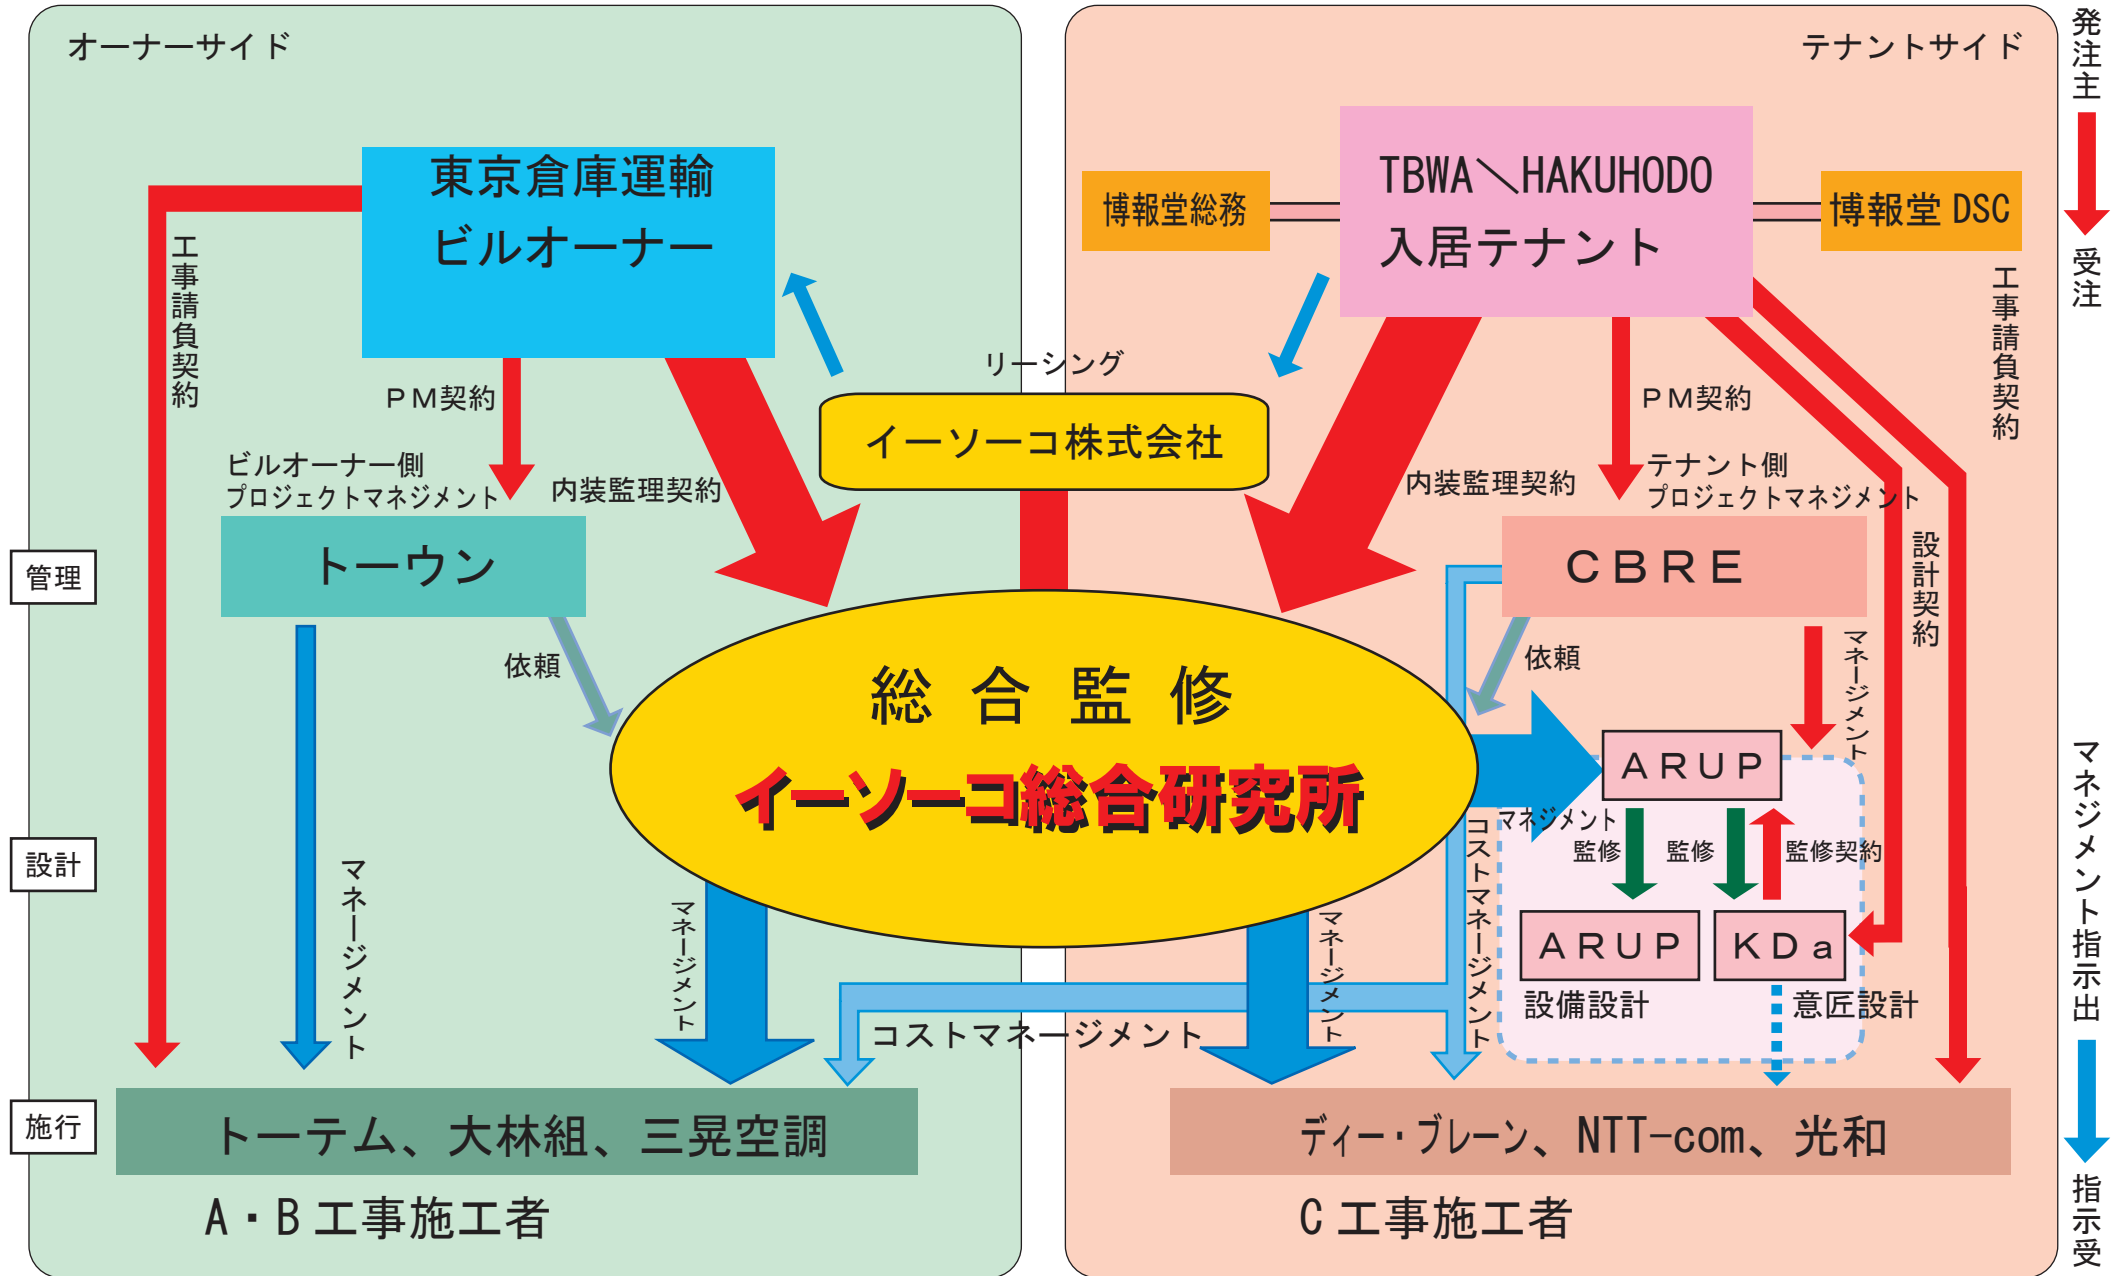 オーナーサイド
テナントサイド
発注主
受注
東京倉庫運輸
ビルオーナー
博報堂総務
TBWA＼HAKUHODO
入居テナント
博報堂 DSC
工事請負契約
工事請負契約
リーシング
イーソーコ株式会社
ＰＭ契約
ＰＭ契約
ビルオーナー側
プロジェクトマネジメント
内装監理契約
内装監理契約
テナント側
プロジェクトマネジメント
管理
トーウン
ＣＢＲＥ
設計契約
依頼
依頼
マネージメント
総合監修
イーソーコ総合研究所
ＡＲＵＰ
マネジメント
監修
監修
監修契約
設計
マネージメント
マネージメント
マネージメント
コストマネージメント
コストマネージメント
ＡＲＵＰ
ＫＤａ
設備設計
意匠設計
マネジメント指示出
指示受
施行
トーテム、大林組、三晃空調
ディー・ブレーン、NTT-com、光和
A・B 工事施工者
C 工事施工者